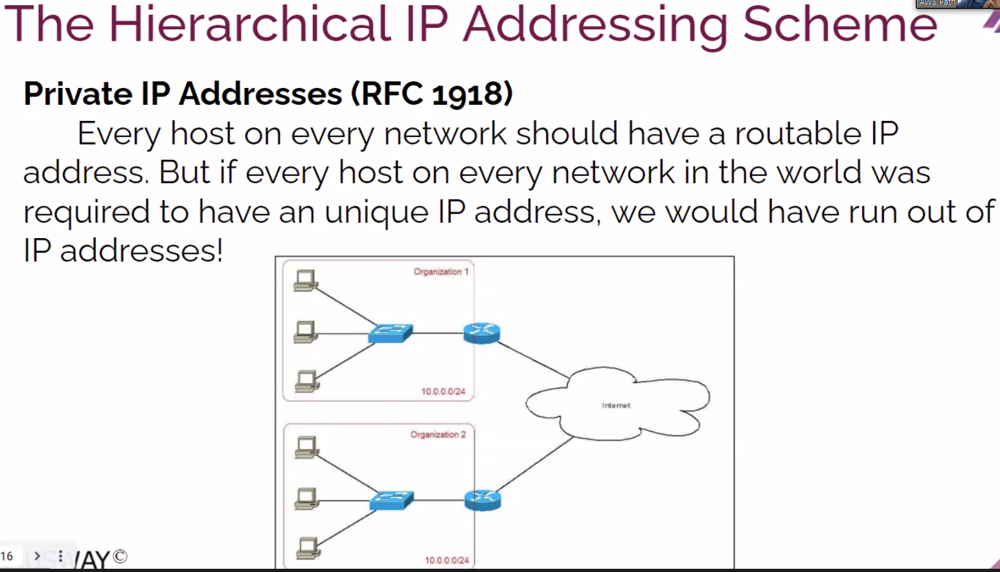 AWS Path
The Hierarchical IP Addressing Scheme
Private IP Addresses (RFC 1918)
Every host on every network should have a routable IP
address. But if every host on every network in the world was
required to have an unique IP address, we would have run out of
IP addresses!
Organization 1
10.0.0.0/24
Internet
Organization 2
10.0.0.0/24
16
USWAY©